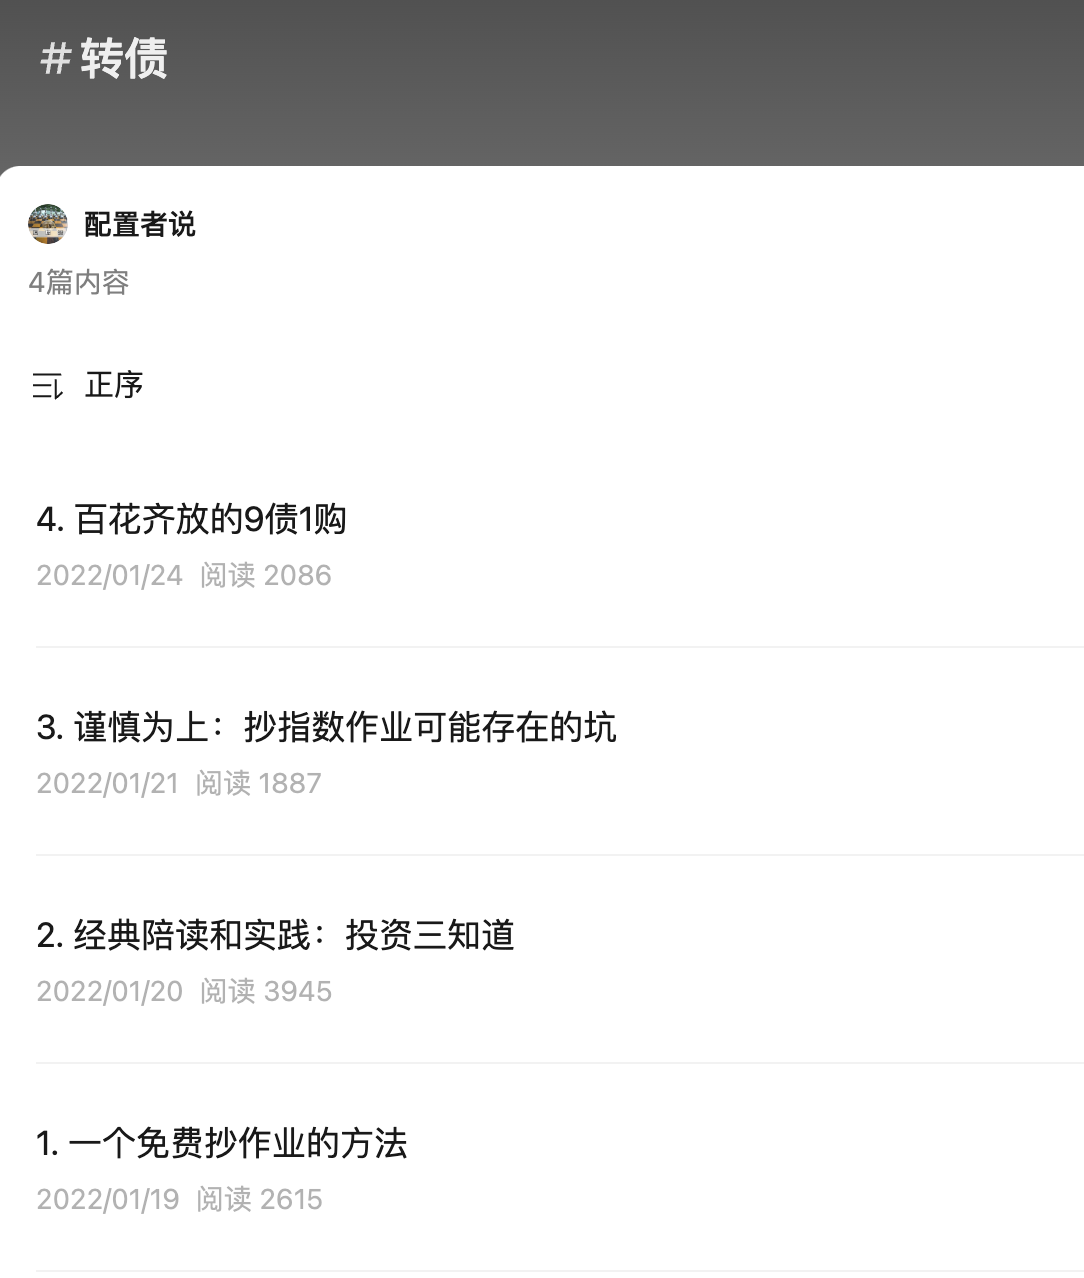 #转债
配置者说
4篇内容
正序
4. 百花齐放的9债1购
2022/01/24 阅读 2086
3. 谨慎为上：抄指数作业可能存在的坑
2022/01/21 阅读 1887
2. 经典陪读和实践：投资三知道
2022/01/20 阅读 3945
1. 一个免费抄作业的方法
2022/01/19 阅读 2615